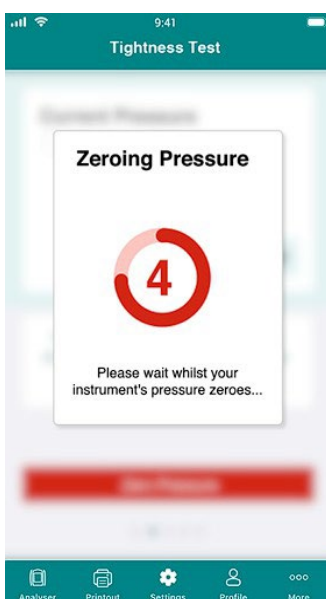 9:41
Tightness Test
Zeroing Pressure
4
Please wait whilst your
instrument's pressure zeroes...
Analyser Printout Settings Profile More